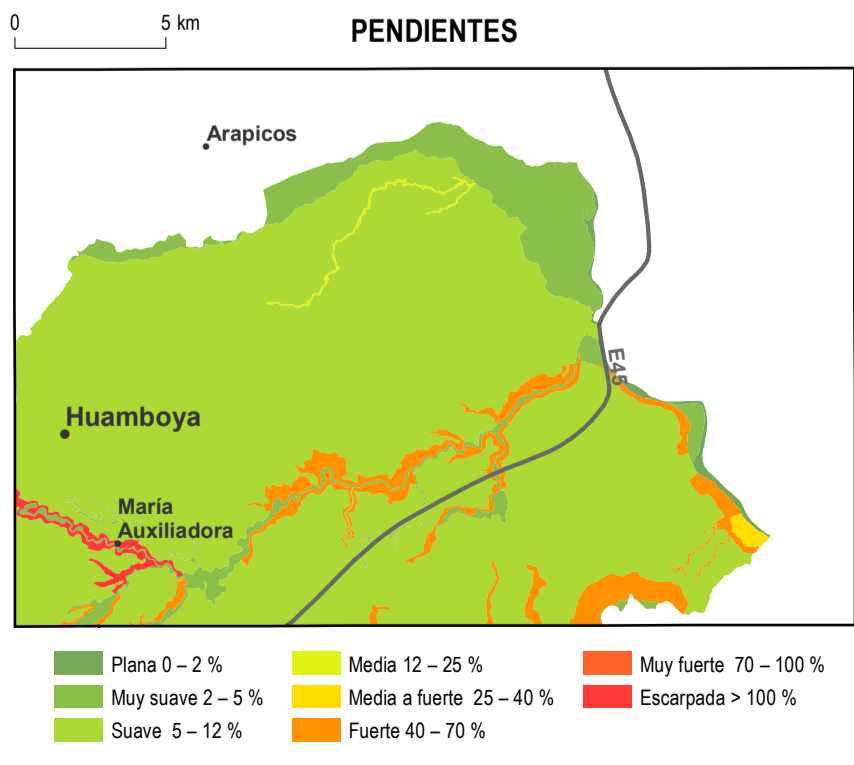 0 5 km
PENDIENTES
Arapicos
E45
Huamboya
María
Auxiliadora
Plana 0 – 2 %
Muy suave 2 – 5 %
Suave 5 – 12 %
Media 12 – 25 %
Media a fuerte 25 – 40 %
Fuerte 40 – 70 %
Muy fuerte 70 – 100 %
Escarpada > 100 %